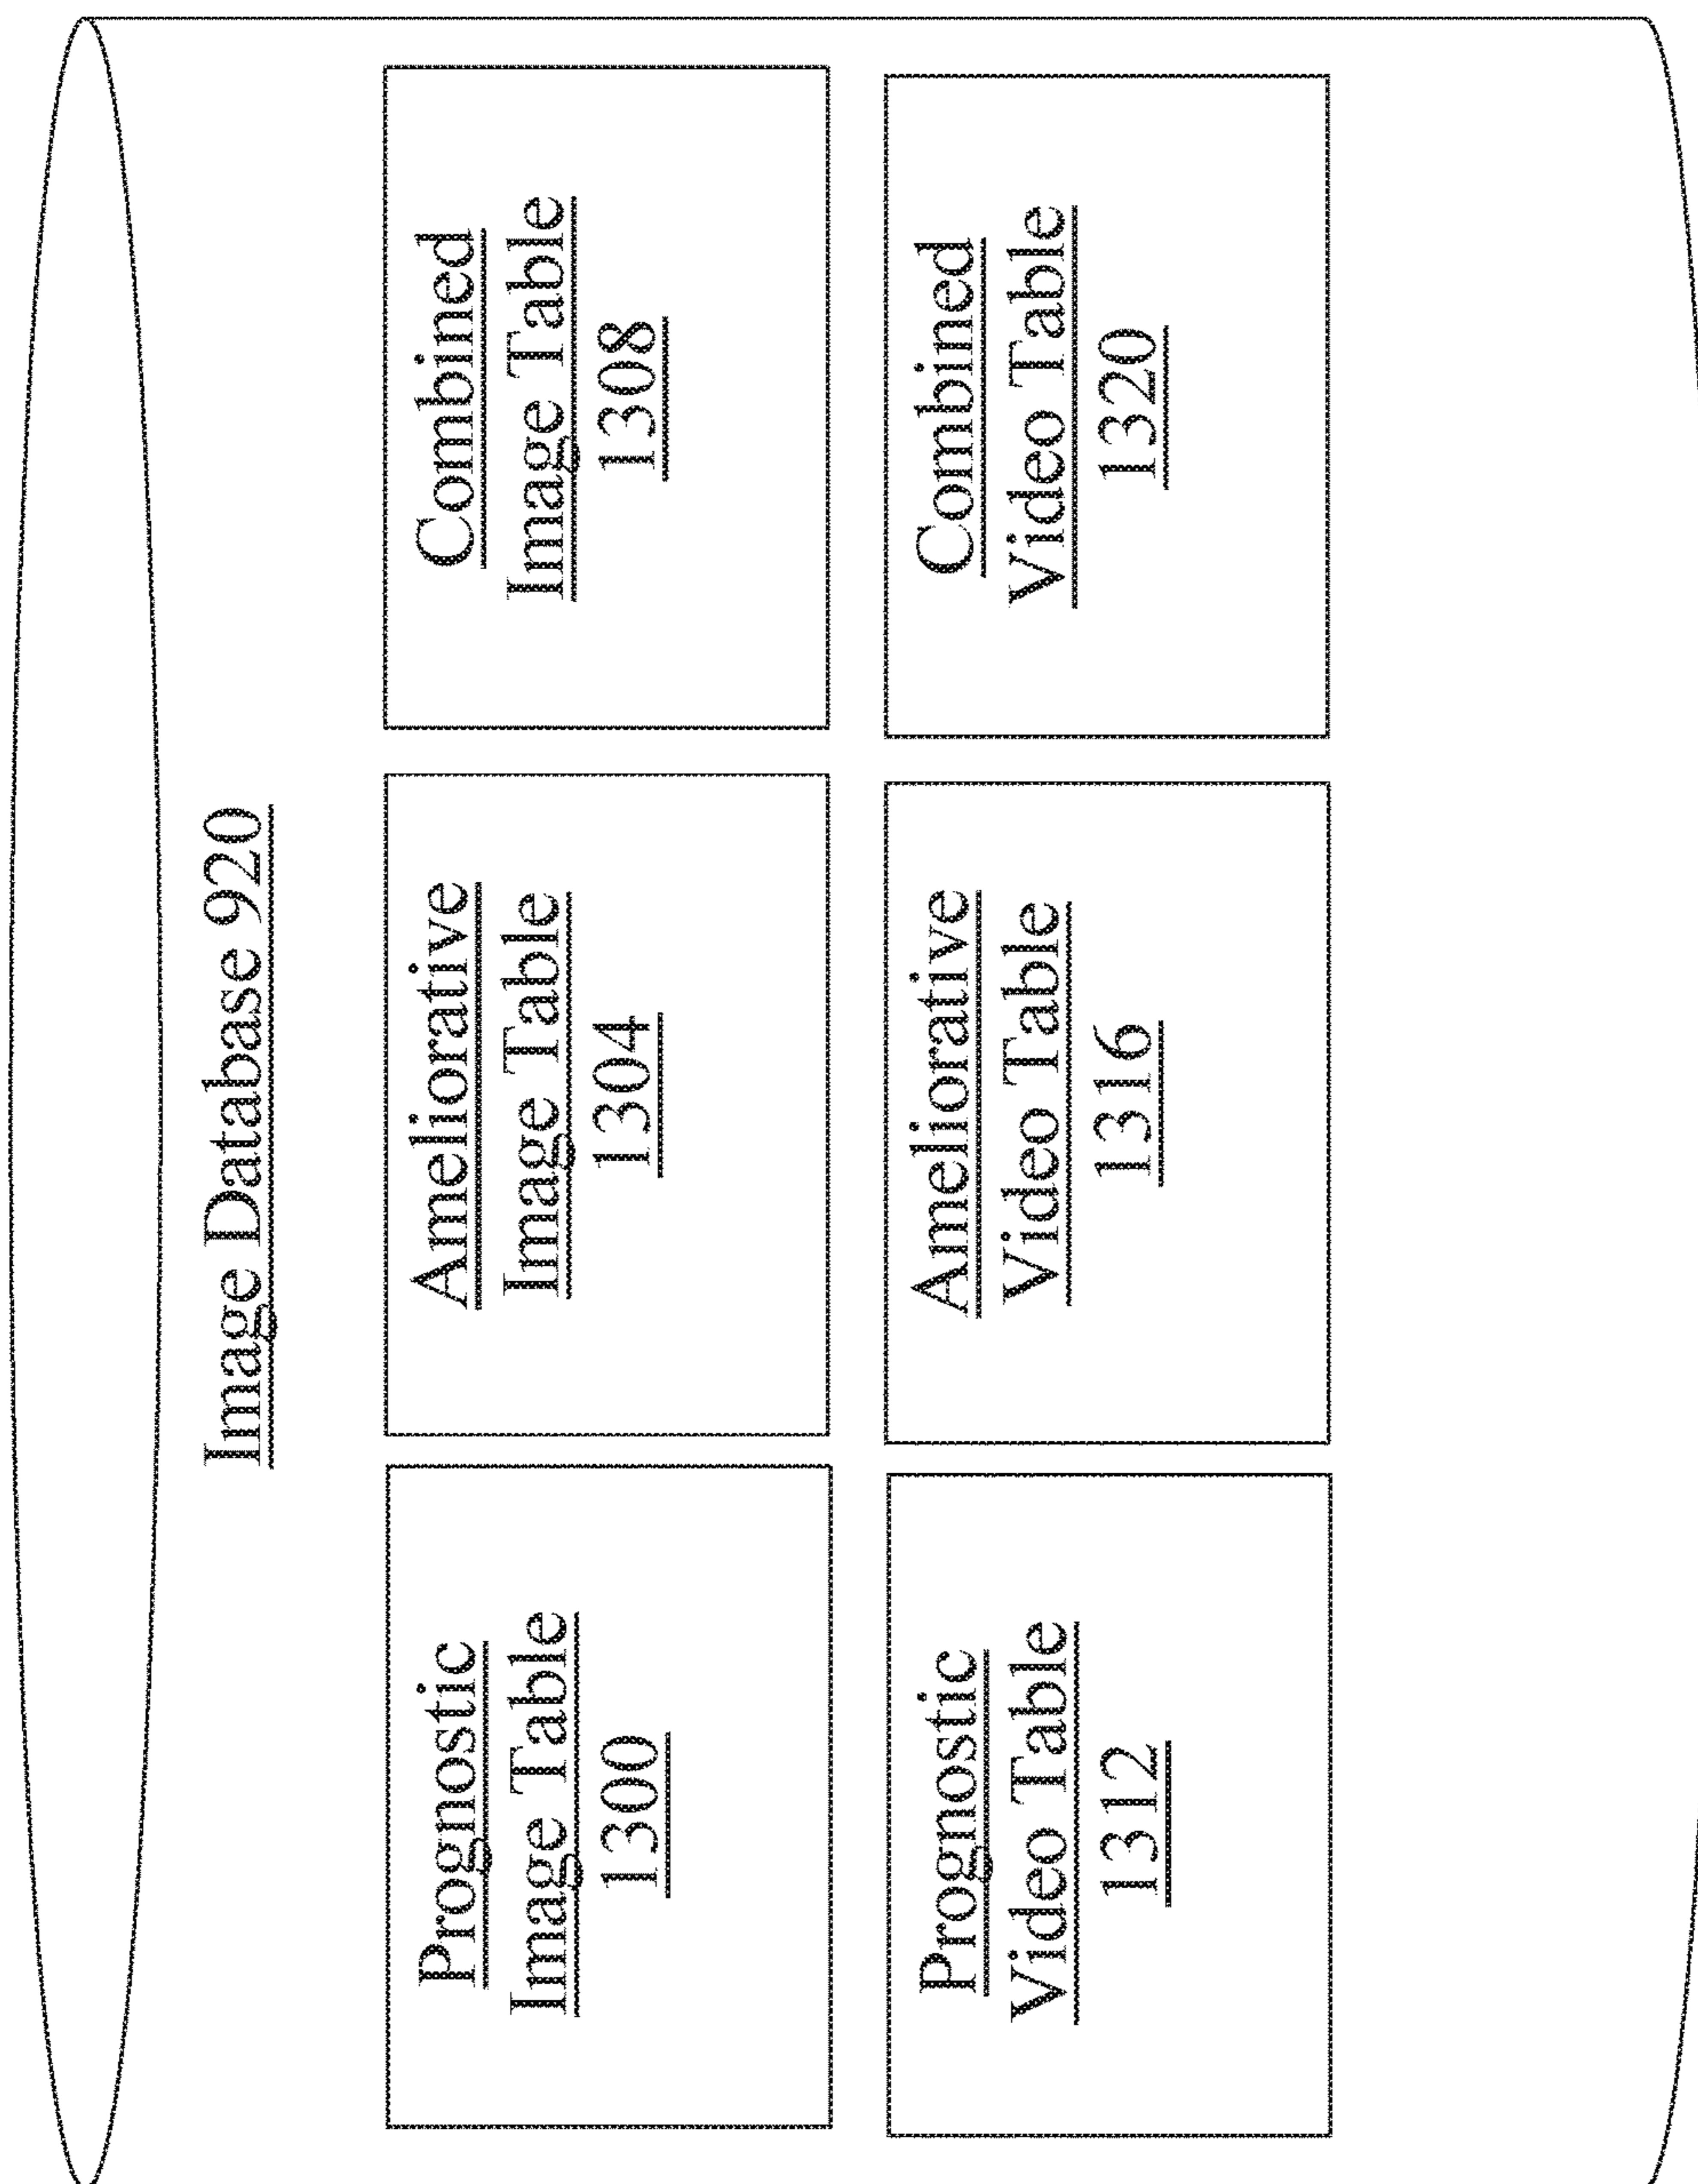 Image Database 920
Prognostic
Image Table
1300
Ameliorative
Image Table
1304
Combined
Image Table
1308
Prognostic
Video Table
1312
Ameliorative
Video Table
1316
Combined
Video Table
1320